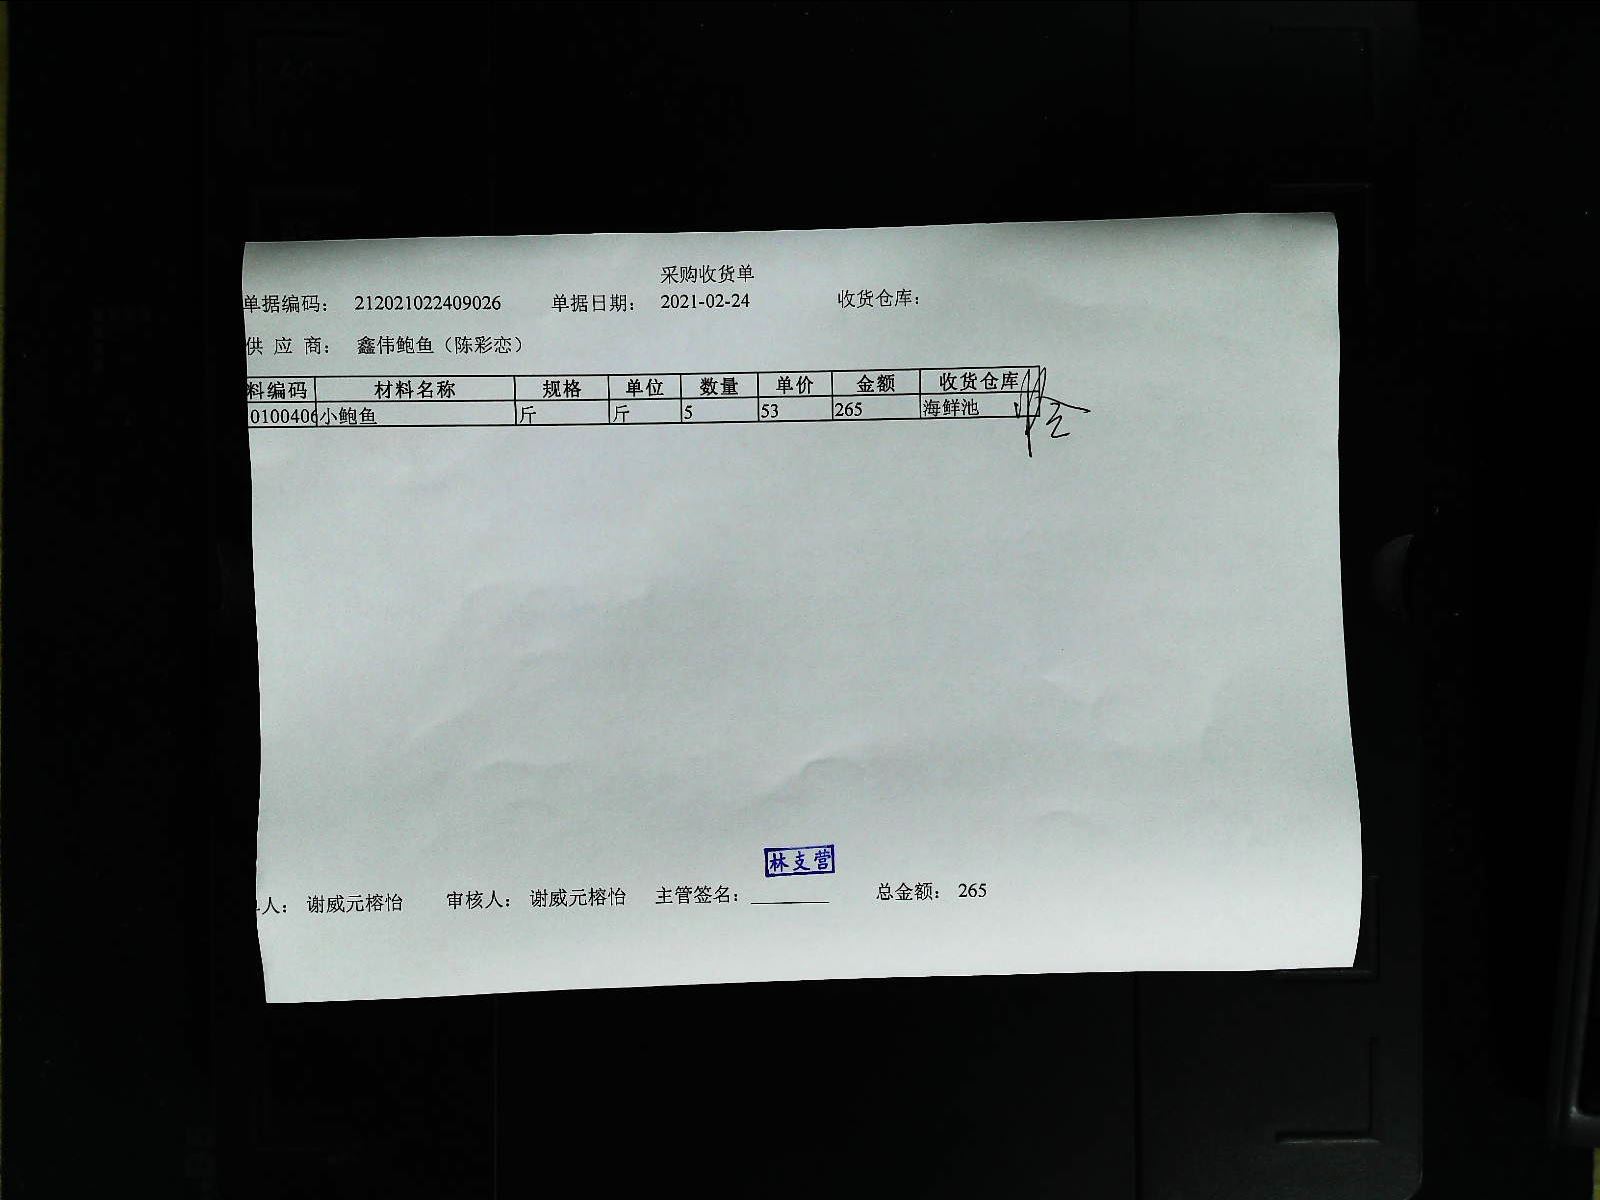 采购收货单
单据编码： 212021022409026 单据日期： 2021-02-24 收货仓库：
供 应 商： 鑫伟鲍鱼（陈彩恋）
料编码 材料名称 规格 单位 数量 单价 金额 收货仓库
0100406 小鲍鱼 斤 斤 5 53 265 海鲜池
林支营
人： 谢威元榕怡 审核人： 谢威元榕怡 主管签名：________ 总金额： 265